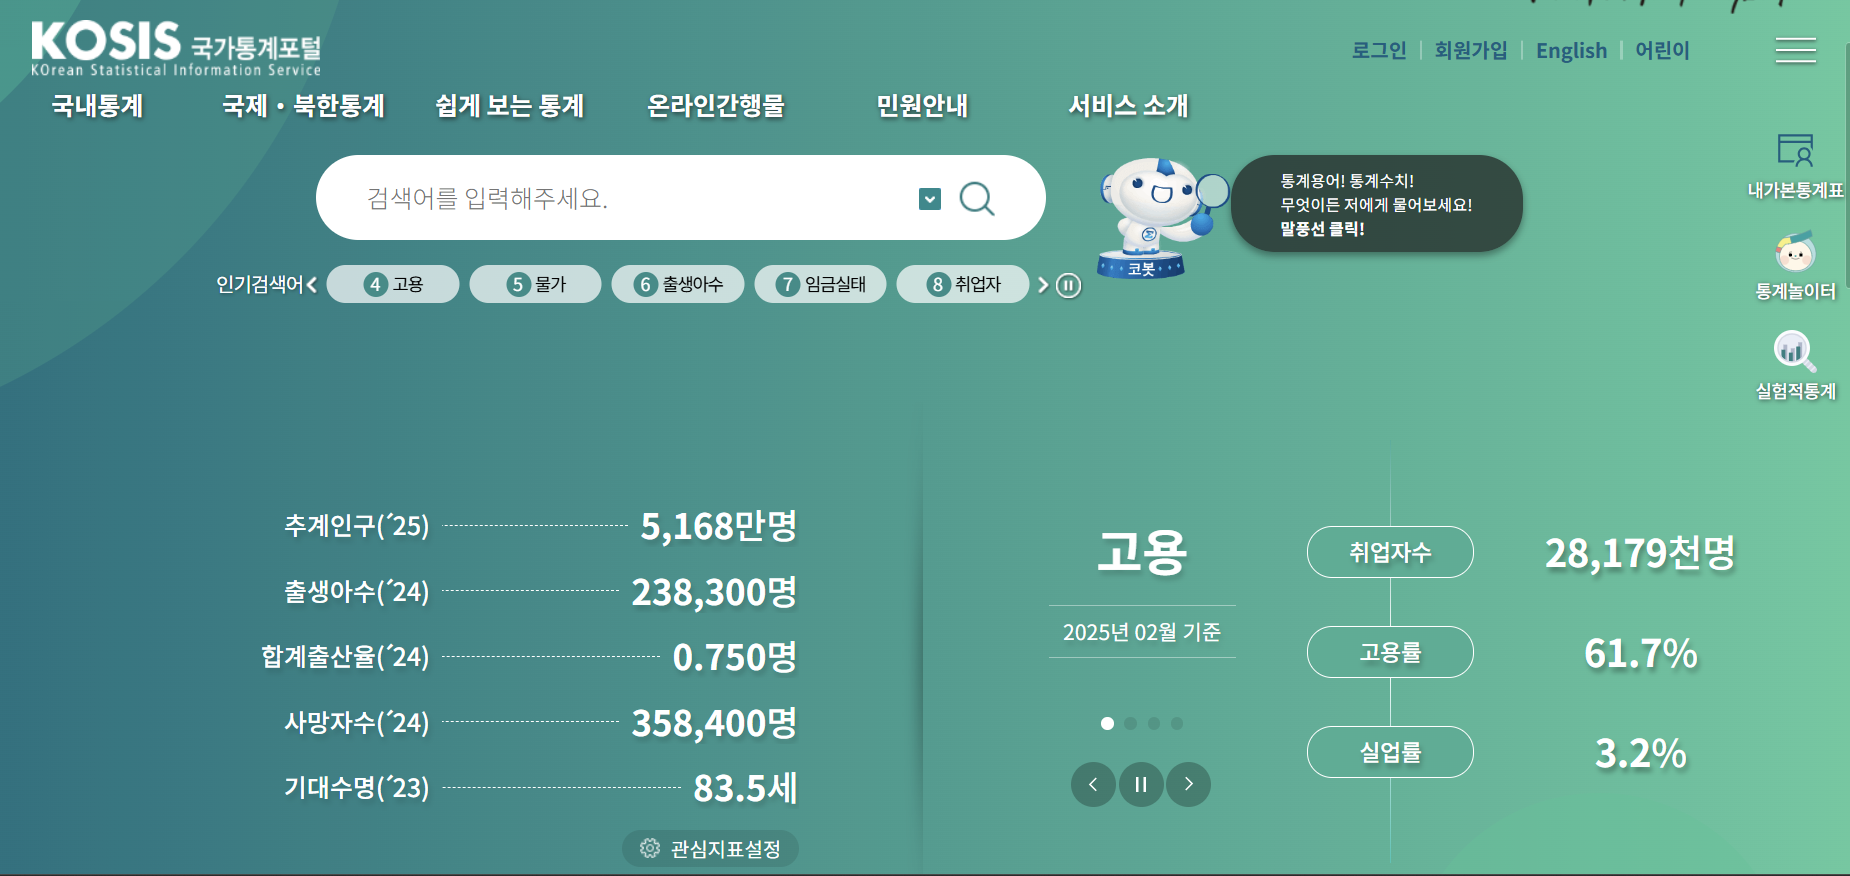 KOSIS 국가통계포털
KOrean Statistical Information Service
로그인 회원가입 English 어린이
국내통계 국제 · 북한통계 쉽게 보는 통계 온라인간행물 민원안내 서비스 소개
검색어를 입력해주세요.
통계용어! 통계수치!
무엇이든 저에게 물어보세요!
말풍선 클릭!
코봇
인기검색어 4 고용 5 물가 6 출생아수 7 임금실태 8 취업자
내가본통계표
통계놀이터
실험적통계
추계인구(´25) 5,168만명
출생아수(´24) 238,300명
합계출산율(´24) 0.750명
사망자수(´24) 358,400명
기대수명(´23) 83.5세
관심지표설정
고용
2025년 02월 기준
취업자수 28,179천명
고용률 61.7%
실업률 3.2%